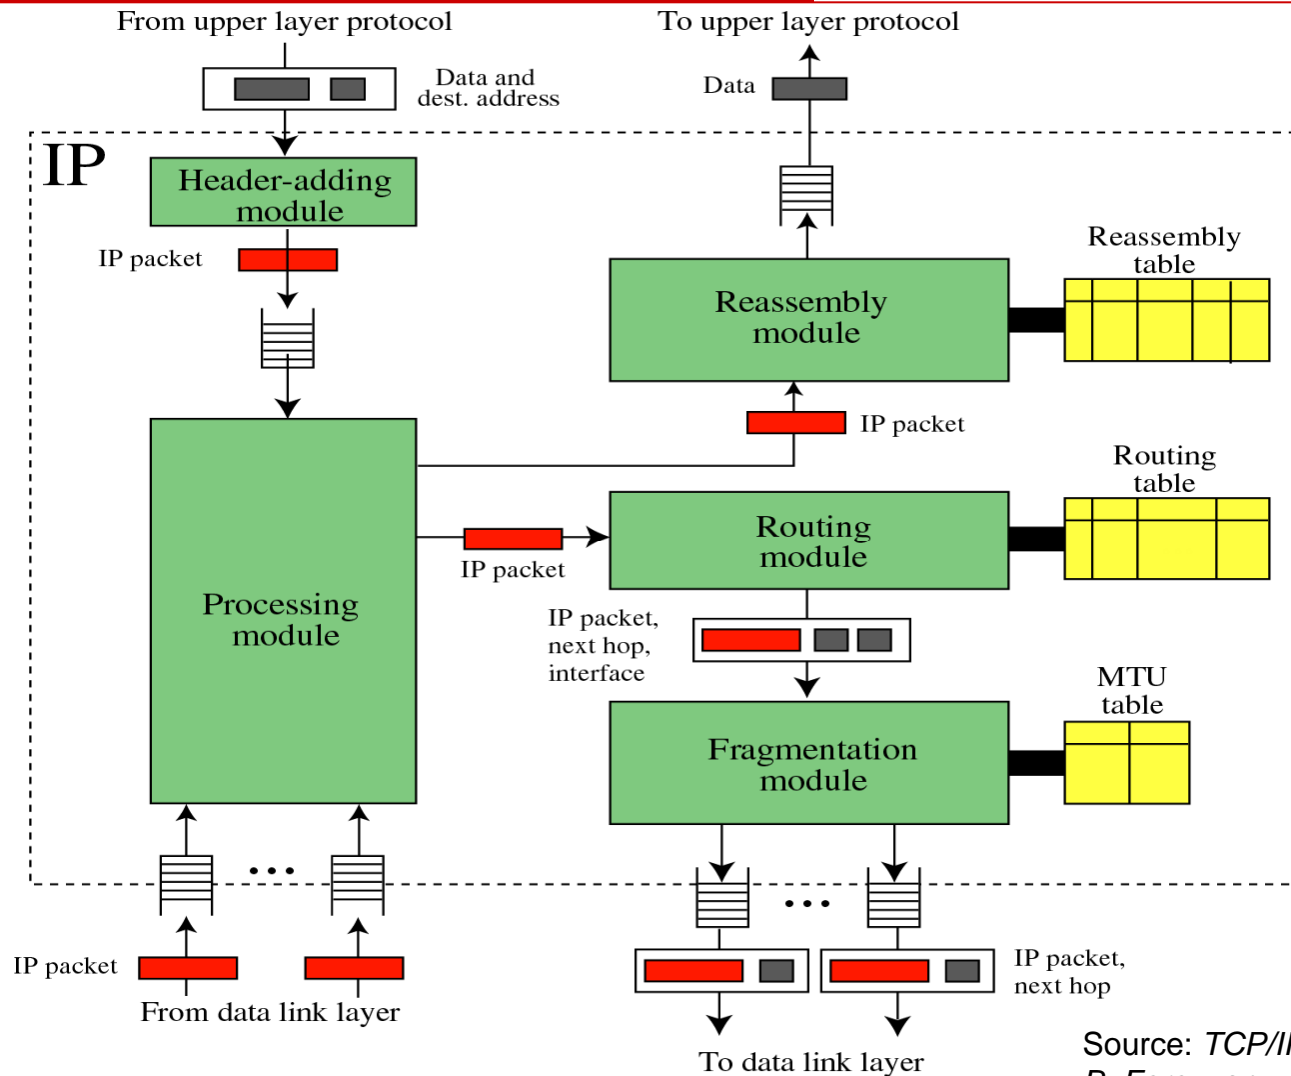 From upper layer protocol
To upper layer protocol
Data and
dest. address
Data
IP
Header-adding
module
IP packet
Reassembly
table
Reassembly
module
IP packet
Routing
table
Routing
module
IP packet
Processing
module
IP packet,
next hop,
interface
MTU
table
Fragmentation
module
IP packet
From data link layer
IP packet,
next hop
To data link layer
Source: TCP/I